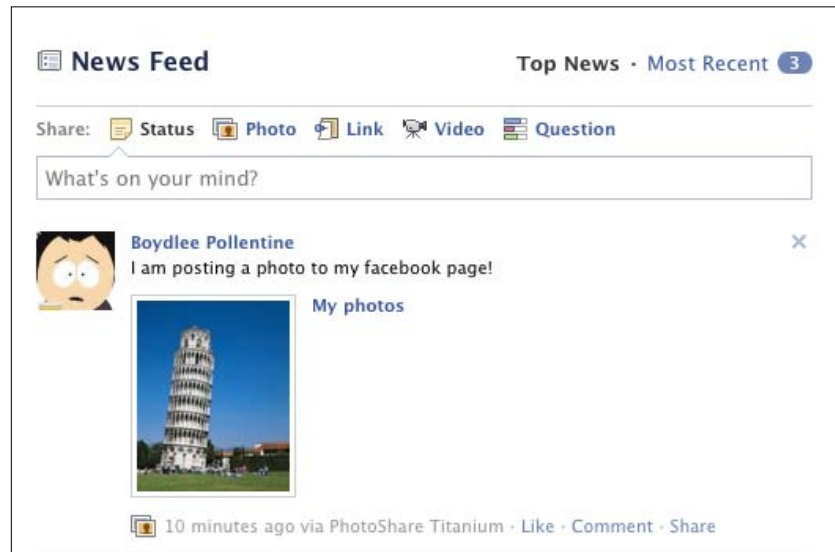 News Feed
Top News · Most Recent 3
Share: Status Photo Link Video Question
What's on your mind?
Boydlee Pollentine
I am posting a photo to my facebook page!
My photos
10 minutes ago via PhotoShare Titanium · Like · Comment · Share